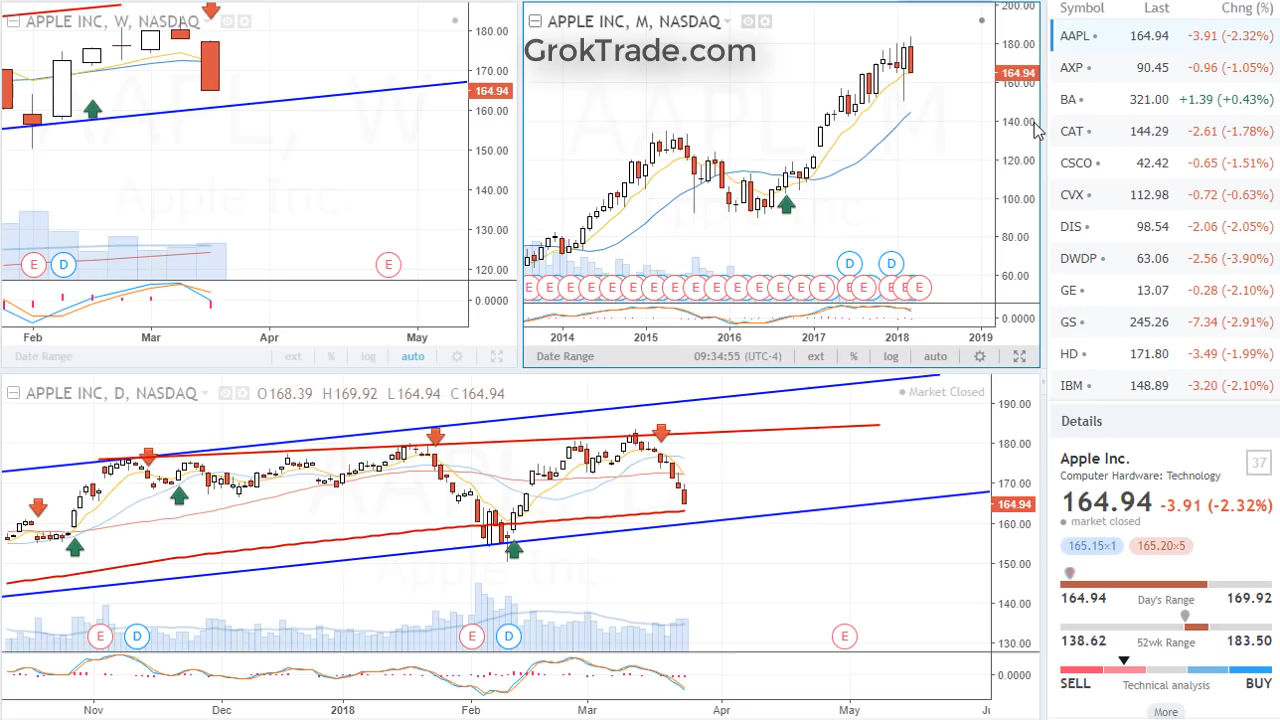 APPLE INC, W, NASDAQ
180.00
170.00
164.94
160.00
150.00
140.00
130.00
120.00
E
D
E
0.0000
Feb
Mar
Apr
May
Date Range
ext
%
log
auto
APPLE INC, M, NASDAQ
GrokTrade.com
200.00
180.00
164.94
160.00
140.00
120.00
100.00
80.00
60.00
D
D
E E E E E E E E E E E E E E E E E E E
0.0000
2014
2015
2016
2017
2018
2019
Date Range
09:34:55 (UTC-4)
ext
%
log
auto
APPLE INC, D, NASDAQ
O168.39 H169.92 L164.94 C164.94
Market Closed
190.00
180.00
170.00
164.94
160.00
150.00
140.00
130.00
E
D
E
D
E
0.0000
Nov
Dec
2018
Feb
Mar
Apr
May
Symbol Last Chng (%)
AAPL 164.94 -3.91 (-2.32%)
AXP 90.45 -0.96 (-1.05%)
BA 321.00 +1.39 (+0.43%)
CAT 144.29 -2.61 (-1.78%)
CSCO 42.42 -0.65 (-1.51%)
CVX 112.98 -0.72 (-0.63%)
DIS 98.54 -2.06 (-2.05%)
DWDP 63.06 -2.56 (-3.90%)
GE 13.07 -0.28 (-2.10%)
GS 245.26 -7.34 (-2.91%)
HD 171.80 -3.49 (-1.99%)
IBM 148.89 -3.20 (-2.10%)
Details
Apple Inc.
37
Computer Hardware: Technology
164.94 -3.91 (-2.32%)
market closed
165.15×1 165.20×5
164.94 Day's Range 169.92
138.62 52wk Range 183.50
SELL Technical analysis BUY
More